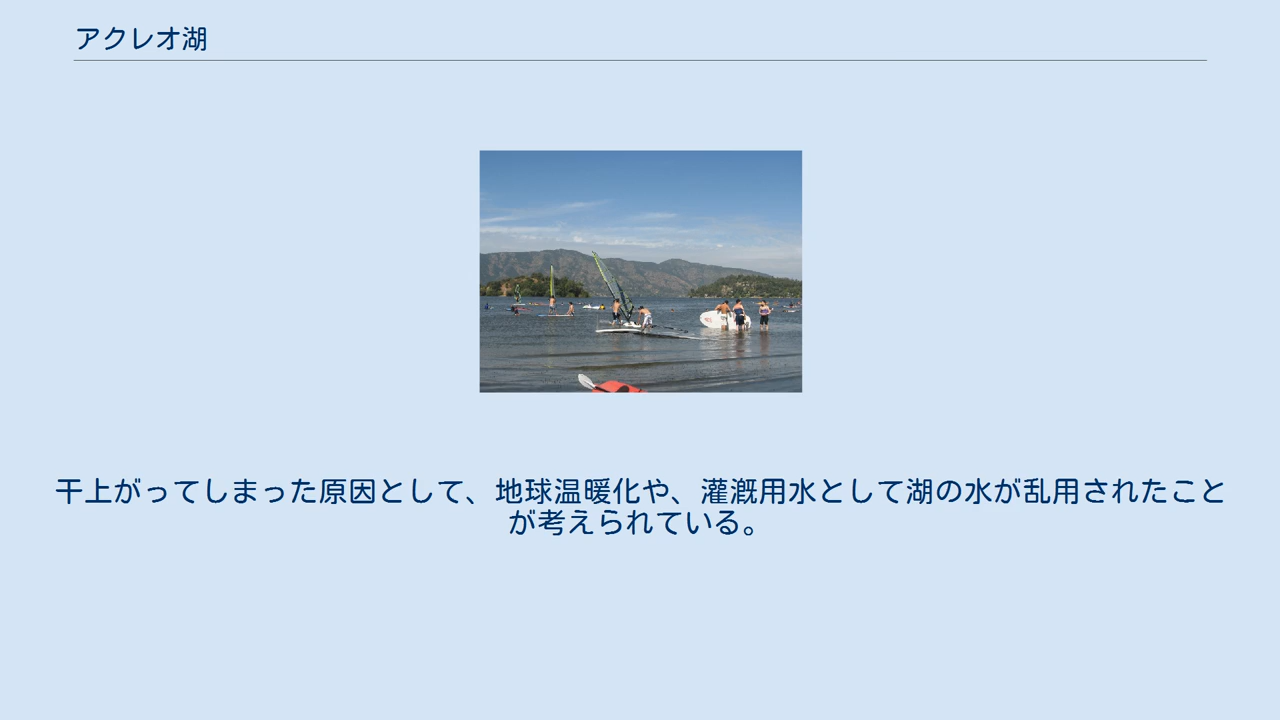 アクレオ湖
干上がってしまった原因として、地球温暖化や、灌漑用水として湖の水が乱用されたこと
が考えられている。